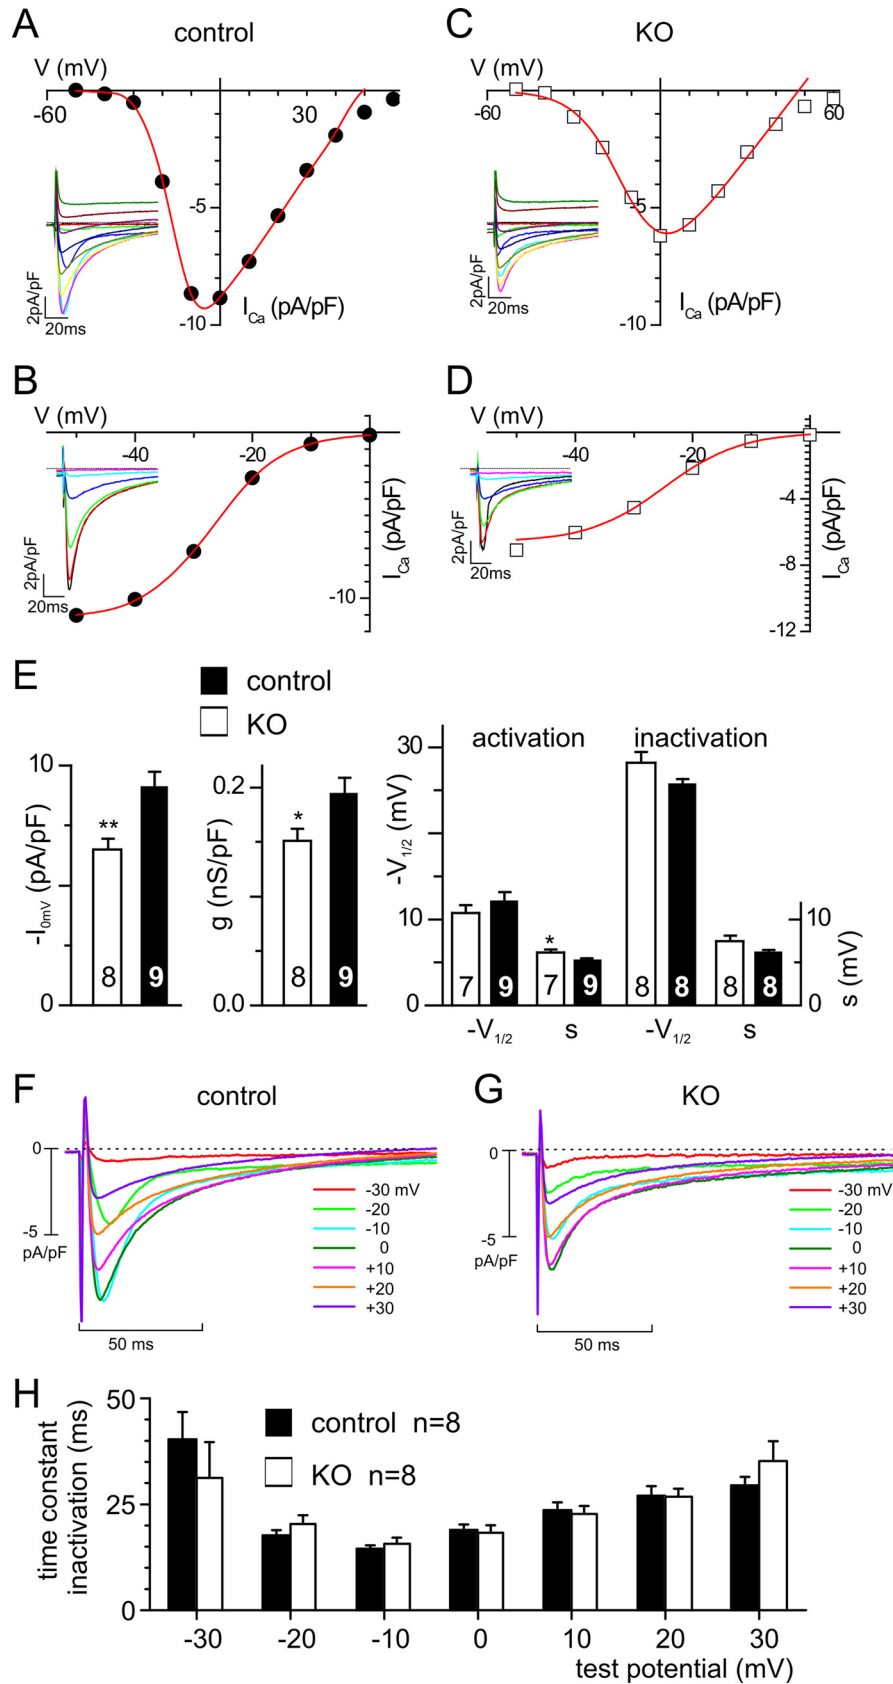 A control
V (mV)
-60
30
-5
-10
I_Ca (pA/pF)
2pA/pF
20ms
C KO
V (mV)
-60
60
-5
-10
I_Ca (pA/pF)
2pA/pF
20ms
B
V (mV)
-40
-20
-10
I_Ca (pA/pF)
2pA/pF
20ms
D
V (mV)
-40
-20
-4
-8
-12
I_Ca (pA/pF)
2pA/pF
20ms
E
control
KO
10
0
-I_0mV (pA/pF)
**
8 9
0.2
0.0
g (nS/pF)
*
8 9
activation inactivation
30
10
0
-V_1/2 (mV)
*
7 9 7 9 8 8 8 8
10
0
s (mV)
-V_1/2 s -V_1/2 s
F control
0
-5
pA/pF
-30 mV
-20
-10
0
+10
+20
+30
50 ms
G KO
0
-5
pA/pF
-30 mV
-20
-10
0
+10
+20
+30
50 ms
H
time constant
inactivation (ms)
50
25
0
control n=8
KO n=8
-30 -20 -10 0 10 20 30
test potential (mV)